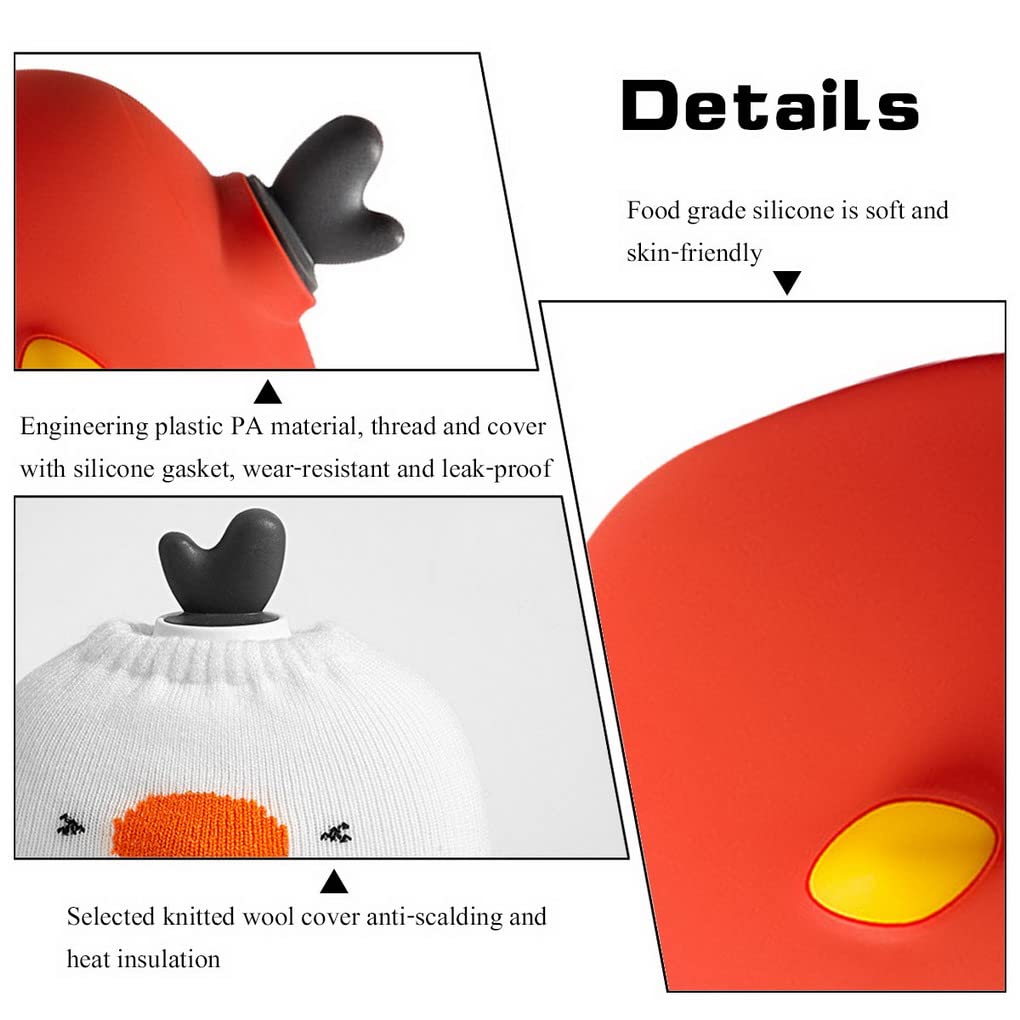 Details
Food grade silicone is soft and
skin-friendly
Engineering plastic PA material, thread and cover
with silicone gasket, wear-resistant and leak-proof
Selected knitted wool cover anti-scalding and
heat insulation